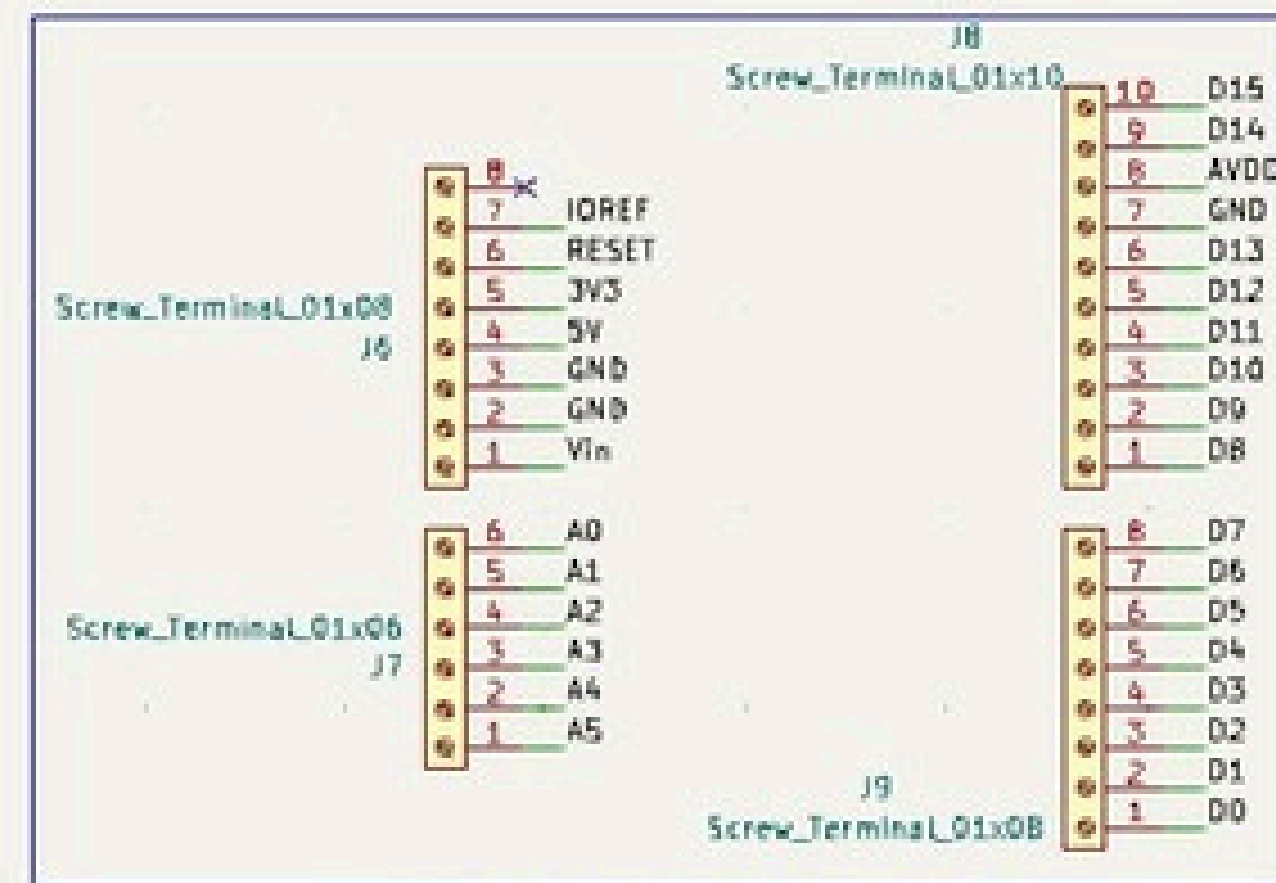 J8
Screw_Terminal_01x10
10 D15
9 D14
8 AVDD
7 GND
6 D13
5 D12
4 D11
3 D10
2 D9
1 D8
8
7 IOREF
6 RESET
5 3V3
4 5V
3 GND
2 GND
1 Vin
Screw_Terminal_01x08
J6
6 A0
5 A1
4 A2
3 A3
2 A4
1 A5
Screw_Terminal_01x06
J7
8 D7
7 D6
6 D5
5 D4
4 D3
3 D2
2 D1
1 D0
J9
Screw_Terminal_01x08